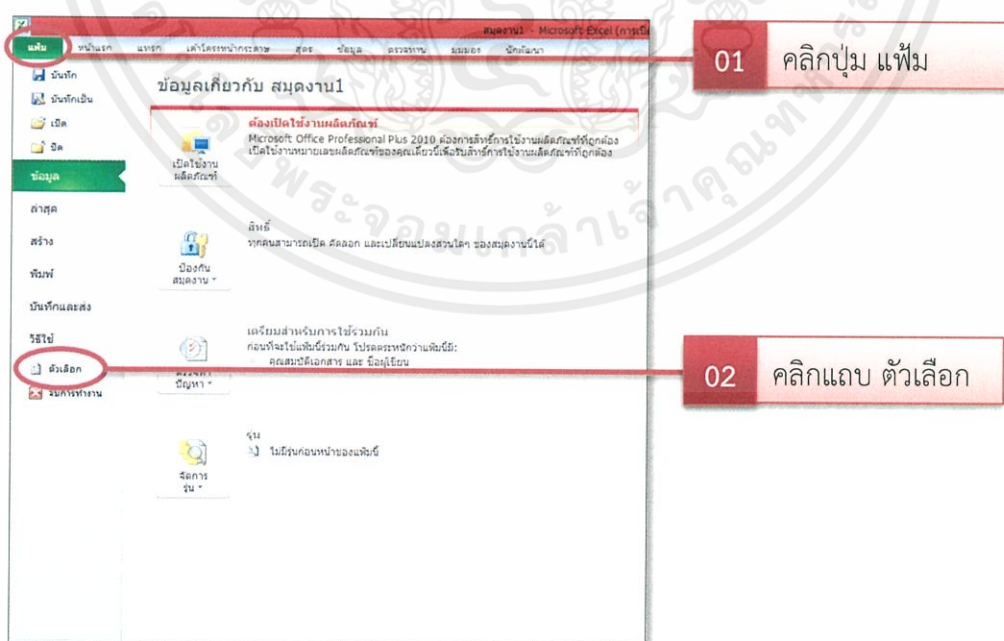 สมุดงาน1 - Microsoft Excel (การเปิ
แฟ้ม หน้าแรก แทรก เค้าโครงหน้ากระดาษ สูตร ข้อมูล ตรวจทาน มุมมอง นักพัฒนา
01 คลิกปุ่ม แฟ้ม
บันทึก
บันทึกเป็น
เปิด
ปิด
ข้อมูล
ล่าสุด
สร้าง
พิมพ์
บันทึกและส่ง
วิธีใช้
ตัวเลือก
จบการทำงาน
ข้อมูลเกี่ยวกับ สมุดงาน1
เปิดใช้งาน
ผลิตภัณฑ์
ต้องเปิดใช้งานผลิตภัณฑ์
Microsoft Office Professional Plus 2010 ต้องการสิทธิ์การใช้งานผลิตภัณฑ์ที่ถูกต้อง
เปิดใช้งานหมายเลขผลิตภัณฑ์ของคุณเดี๋ยวนี้เพื่อรับสิทธิ์การใช้งานผลิตภัณฑ์ที่ถูกต้อง
ป้องกัน
สมุดงาน
สิทธิ์
ทุกคนสามารถเปิด คัดลอก และเปลี่ยนแปลงส่วนใดๆ ของสมุดงานนี้ได้
ปัญหา
เตรียมสำหรับการใช้ร่วมกัน
ก่อนที่จะใช้แฟ้มนี้ร่วมกัน โปรดตระหนักว่าแฟ้มนี้มี:
คุณสมบัติเอกสาร และ ชื่อผู้เขียน
02 คลิกแถบ ตัวเลือก
จัดการ
รุ่น
รุ่น
ไม่มีรุ่นก่อนหน้าของแฟ้มนี้
พระจอมเกล้าเจ้าคุณทหาร